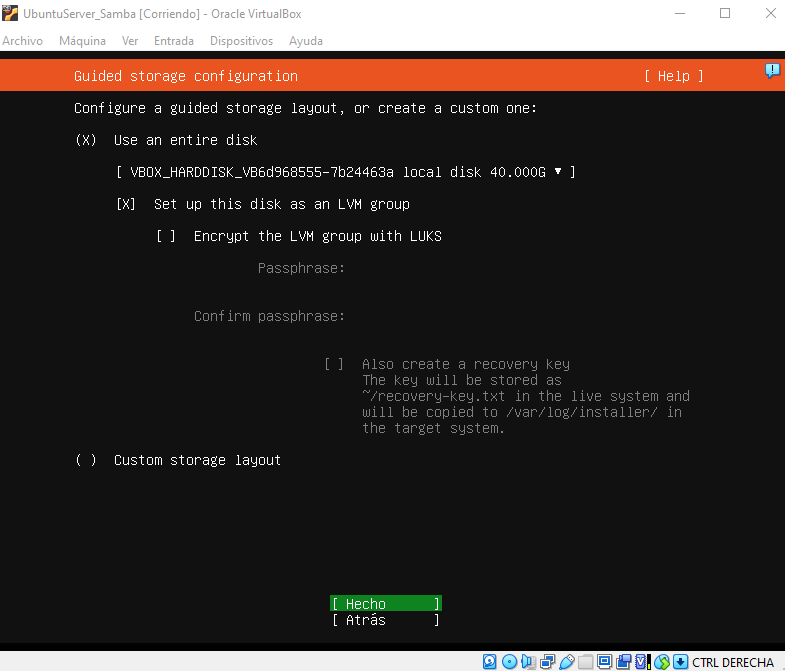 UbuntuServer_Samba [Corriendo] - Oracle VirtualBox
Archivo Máquina Ver Entrada Dispositivos Ayuda
Guided storage configuration [ Help ]
Configure a guided storage layout, or create a custom one:
(X) Use an entire disk
[ VBOX_HARDDISK_VB6d968555-7b24463a local disk 40.000G ▾ ]
[X] Set up this disk as an LVM group
[ ] Encrypt the LVM group with LUKS
Passphrase:
Confirm passphrase:
[ ] Also create a recovery key
The key will be stored as
~/recovery-key.txt in the live system and
will be copied to /var/log/installer/ in
the target system.
( ) Custom storage layout
[ Hecho ]
[ Atrás ]
CTRL DERECHA